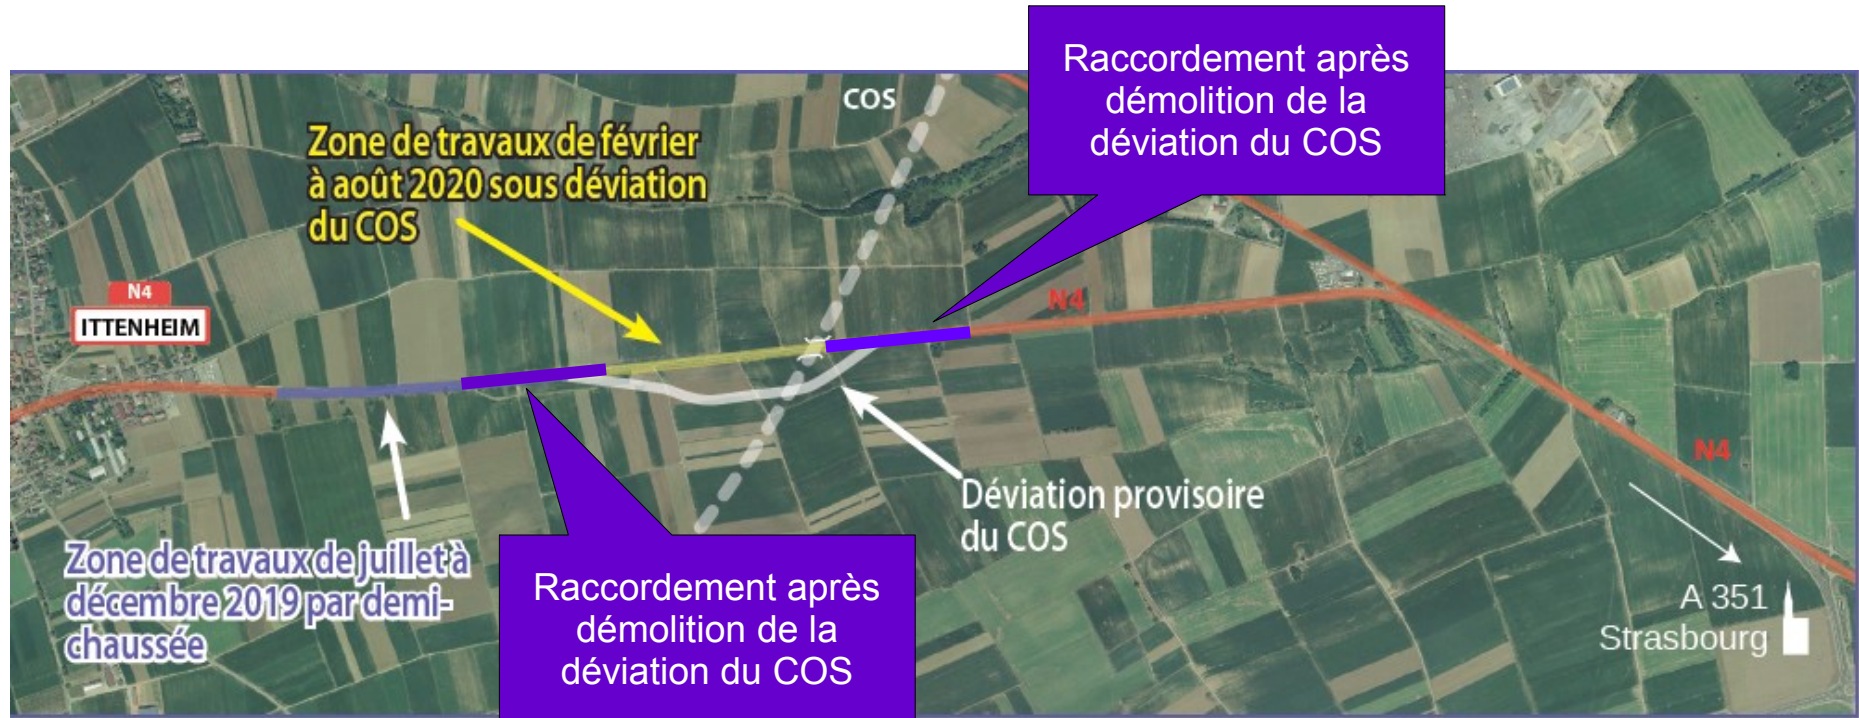 Raccordement après
démolition de la
déviation du COS
COS
Zone de travaux de février
à août 2020 sous déviation
du COS
N4
ITTENHEIM
N4
N4
Déviation provisoire
du COS
Zone de travaux de juillet à
décembre 2019 par demi-
chaussée
Raccordement après
démolition de la
déviation du COS
A 351
Strasbourg